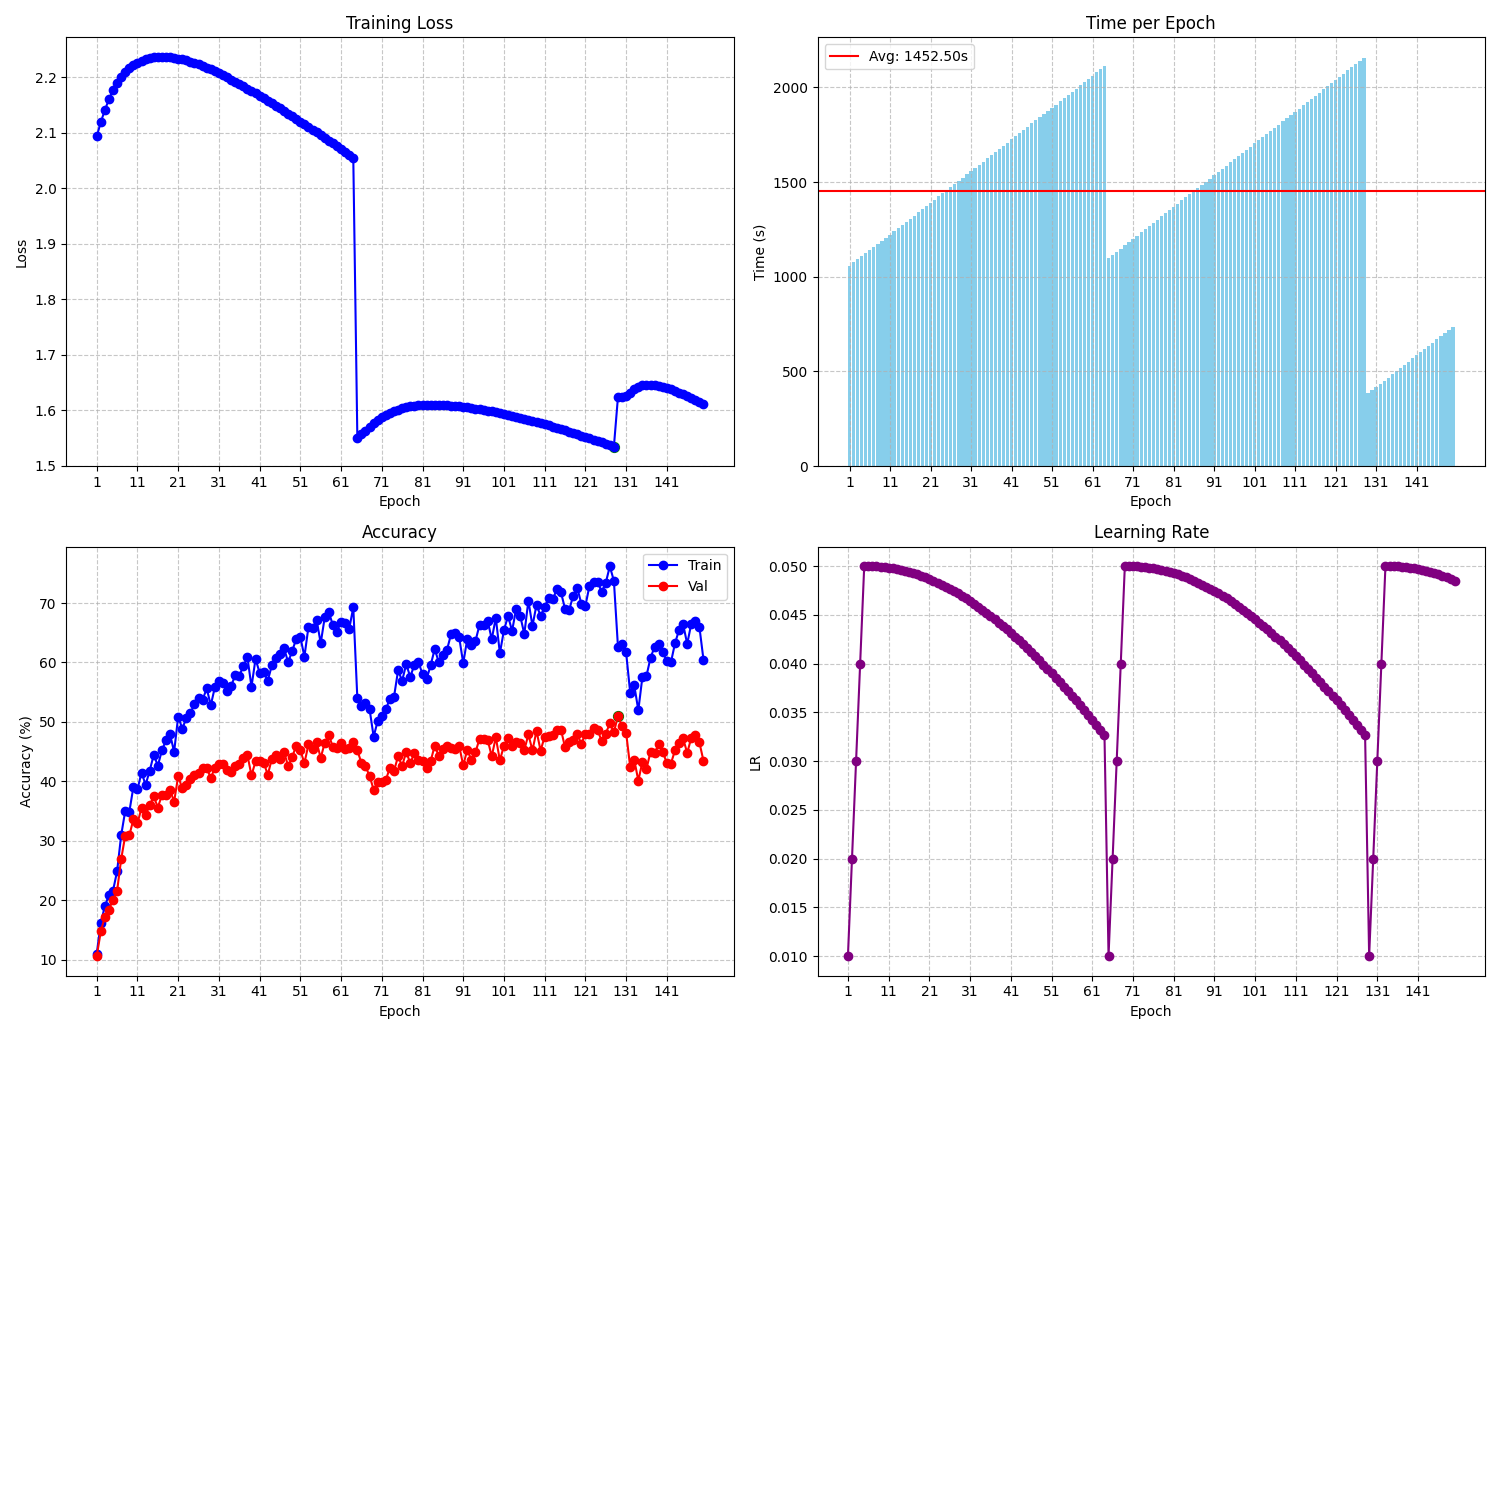 Training Loss
Loss
2.2
2.1
2.0
1.9
1.8
1.7
1.6
1.5
1 11 21 31 41 51 61 71 81 91 101 111 121 131 141
Epoch
Time per Epoch
Avg: 1452.50s
Time (s)
2000
1500
1000
500
0
1 11 21 31 41 51 61 71 81 91 101 111 121 131 141
Epoch
Accuracy
Train
Val
Accuracy (%)
70
60
50
40
30
20
10
1 11 21 31 41 51 61 71 81 91 101 111 121 131 141
Epoch
Learning Rate
LR
0.050
0.045
0.040
0.035
0.030
0.025
0.020
0.015
0.010
1 11 21 31 41 51 61 71 81 91 101 111 121 131 141
Epoch